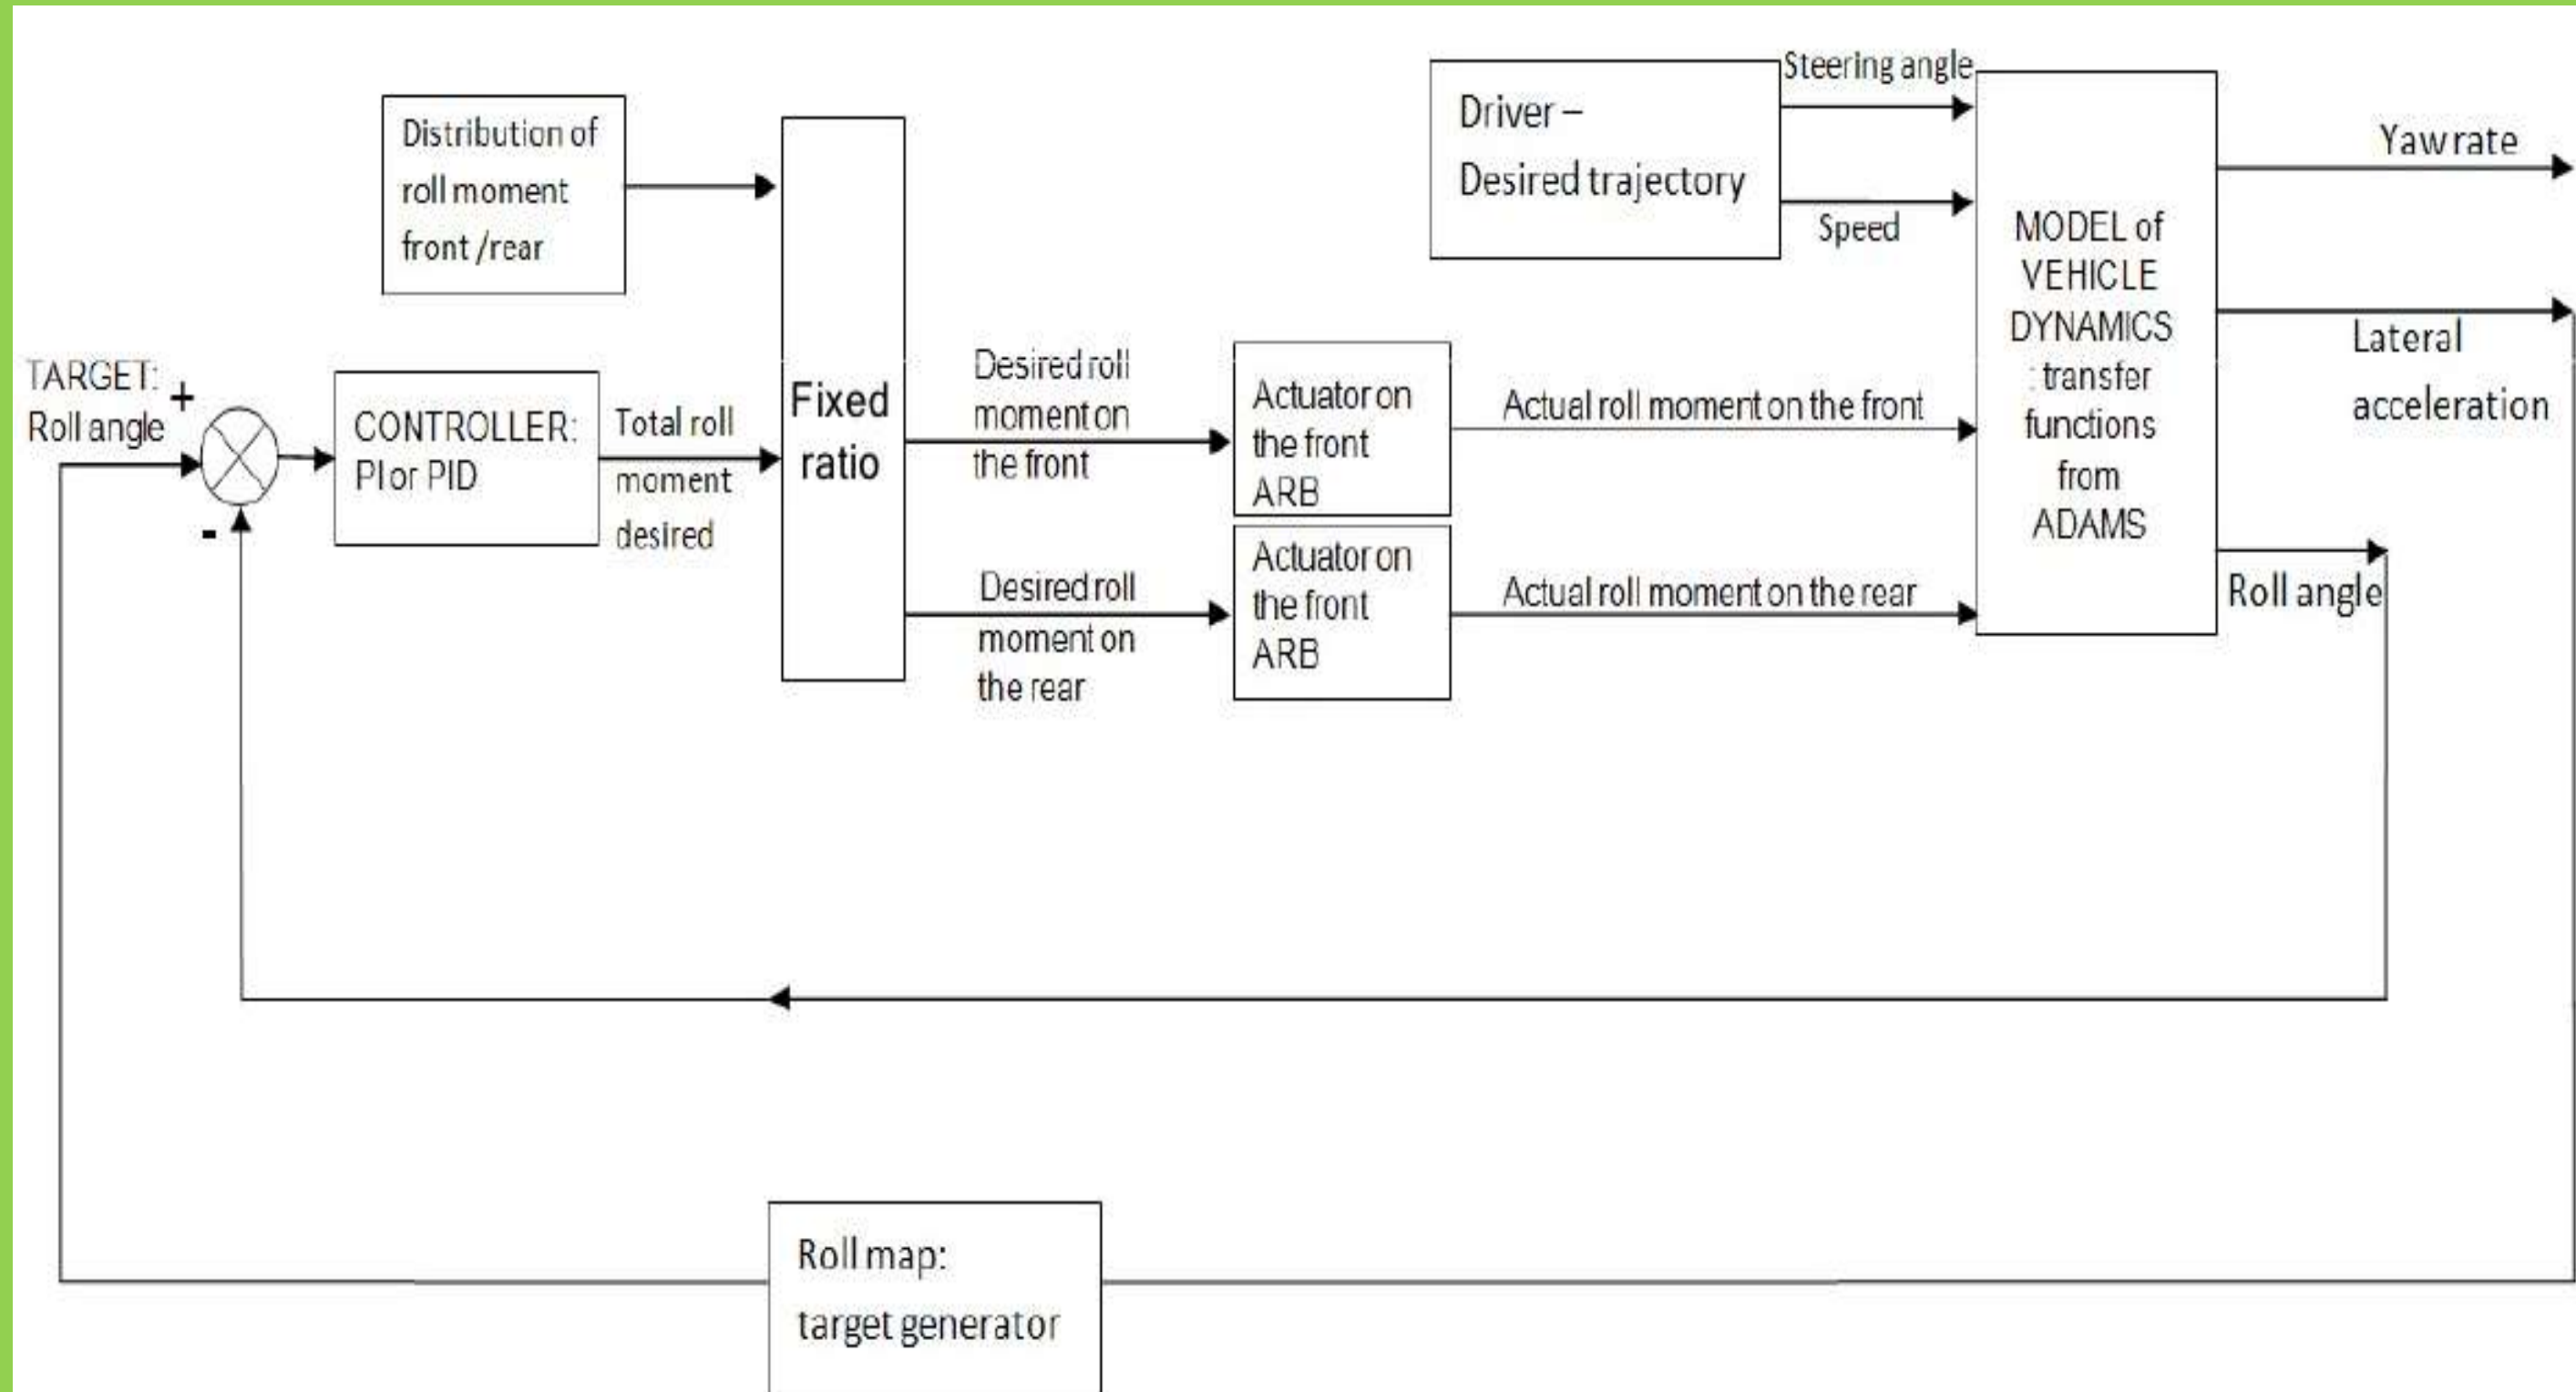 Distribution of
roll moment
front /rear
TARGET:
Roll angle
+
-
CONTROLLER:
PI or PID
Total roll
moment
desired
Fixed
ratio
Desired roll
moment on
the front
Desired roll
moment on
the rear
Actuator on
the front
ARB
Actuator on
the front
ARB
Driver –
Desired trajectory
Steering angle
Speed
Actual roll moment on the front
Actual roll moment on the rear
MODEL of
VEHICLE
DYNAMICS
: transfer
functions
from
ADAMS
Yaw rate
Lateral
acceleration
Roll angle
Roll map:
target generator